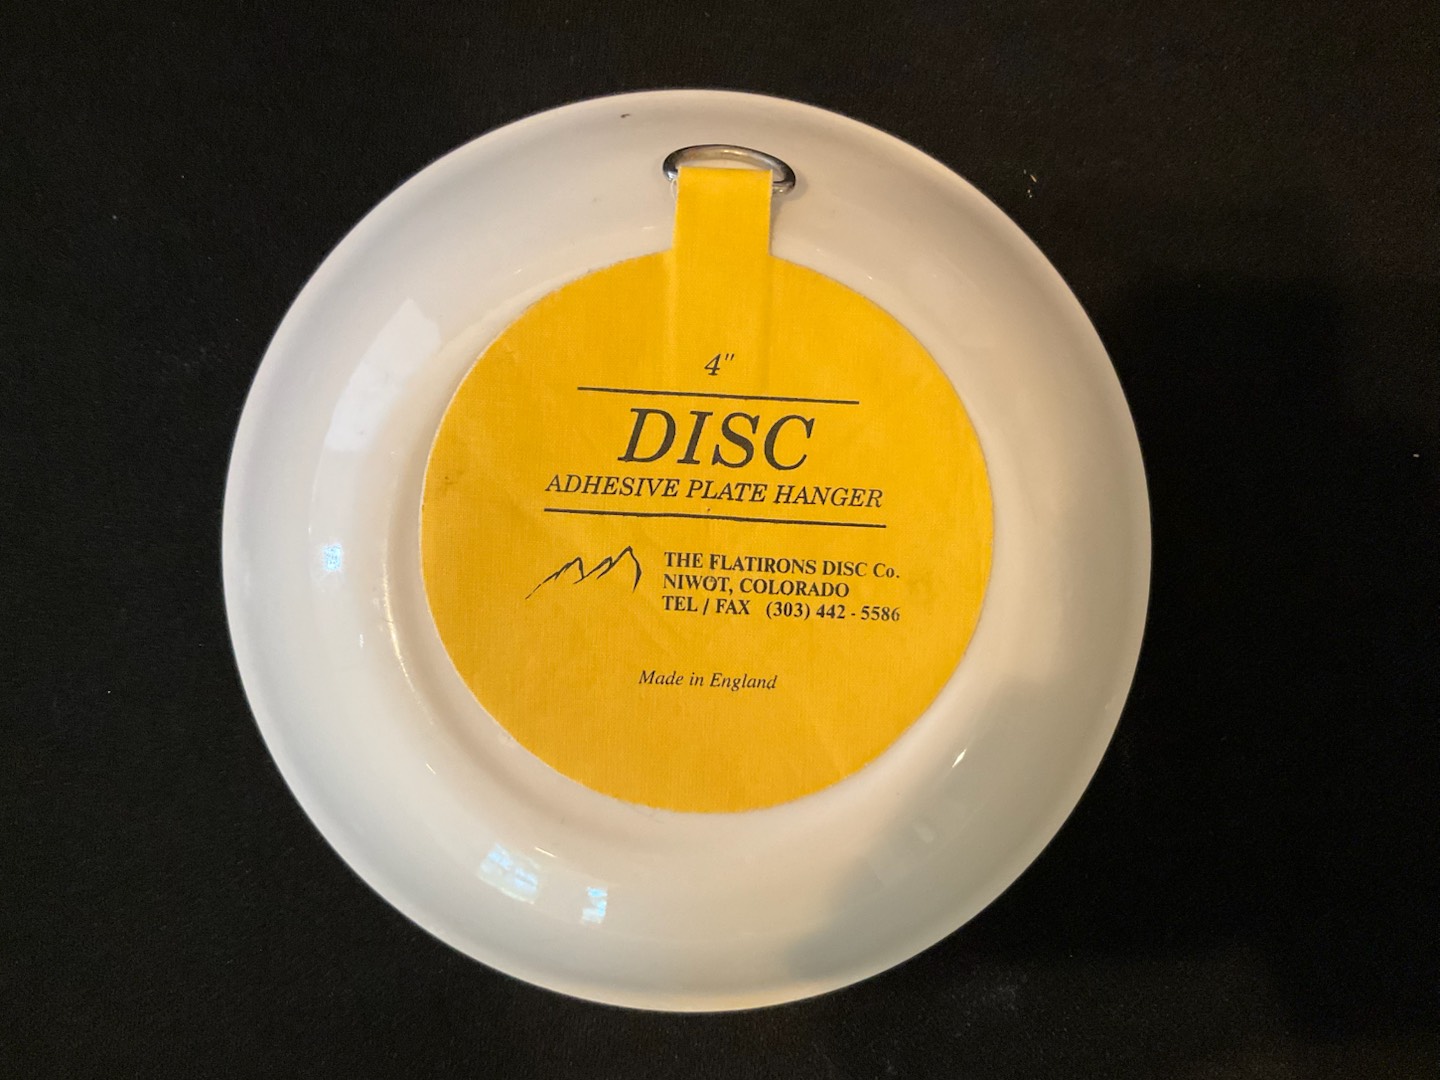 4"
DISC
ADHESIVE PLATE HANGER
THE FLATIRONS DISC Co.
NIWOT, COLORADO
TEL / FAX (303) 442 - 5586
Made in England